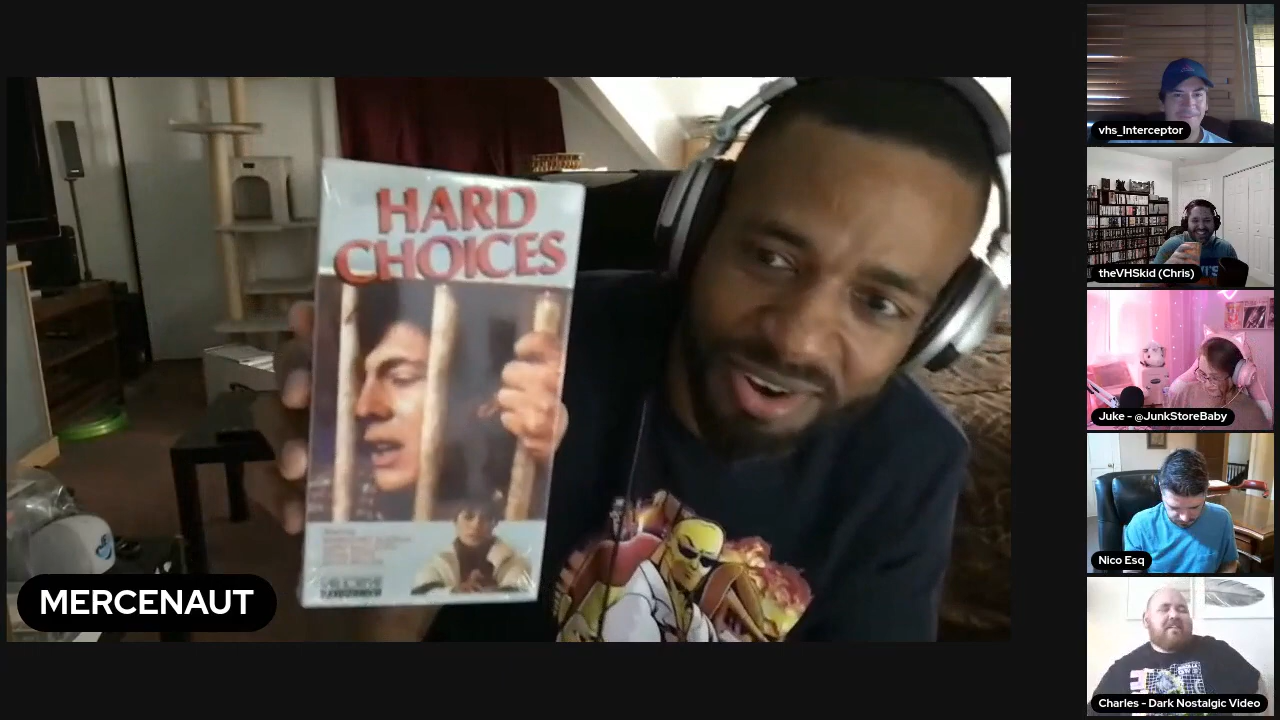 HARD
CHOICES
MERCENAUT
vhs_Interceptor
theVHSkid (Chris)
Juke - @JunkStoreBaby
Nico Esq
Charles - Dark Nostalgic Video